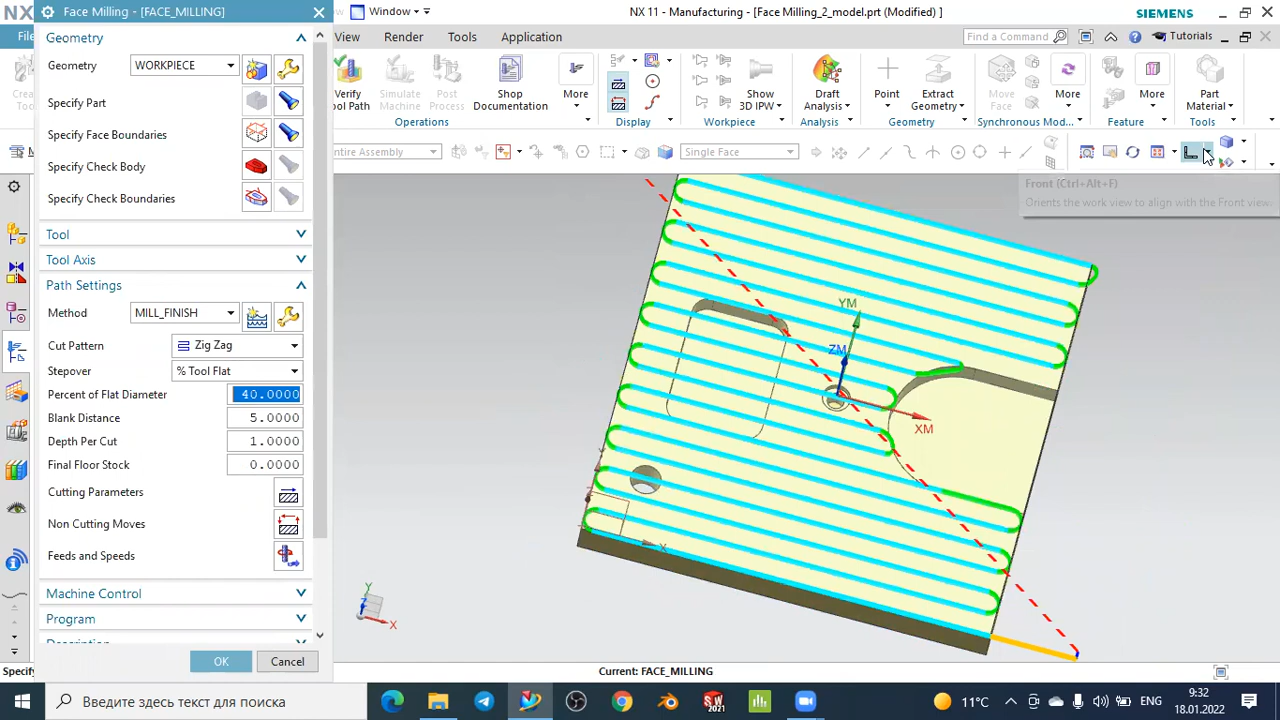 NX
Face Milling - [FACE_MILLING]
Window
NX 11 - Manufacturing - [Face Milling_2_model.prt (Modified) ]
SIEMENS
View
Render
Tools
Application
Find a Command
Tutorials
Geometry
Geometry
WORKPIECE
Specify Part
Specify Face Boundaries
Specify Check Body
Specify Check Boundaries
Tool
Tool Axis
Path Settings
Method
MILL_FINISH
Cut Pattern
Zig Zag
Stepover
% Tool Flat
Percent of Flat Diameter
40.0000
Blank Distance
5.0000
Depth Per Cut
1.0000
Final Floor Stock
0.0000
Cutting Parameters
Non Cutting Moves
Feeds and Speeds
Machine Control
Program
OK
Cancel
Verify
Tool Path
Simulate
Machine
Post
Process
Shop
Documentation
More
Operations
Display
Show
3D IPW
Workpiece
Draft
Analysis
Analysis
Point
Extract
Geometry
Geometry
Move
Face
More
Synchronous Mod...
More
Feature
Part
Material
Tools
ntire Assembly
Single Face
Front (Ctrl+Alt+F)
Orients the work view to align with the Front view.
YM
ZM
XM
X
Y
Z
X
Current: FACE_MILLING
Введите здесь текст для поиска
SW
2021
11°C
ENG
9:32
18.01.2022